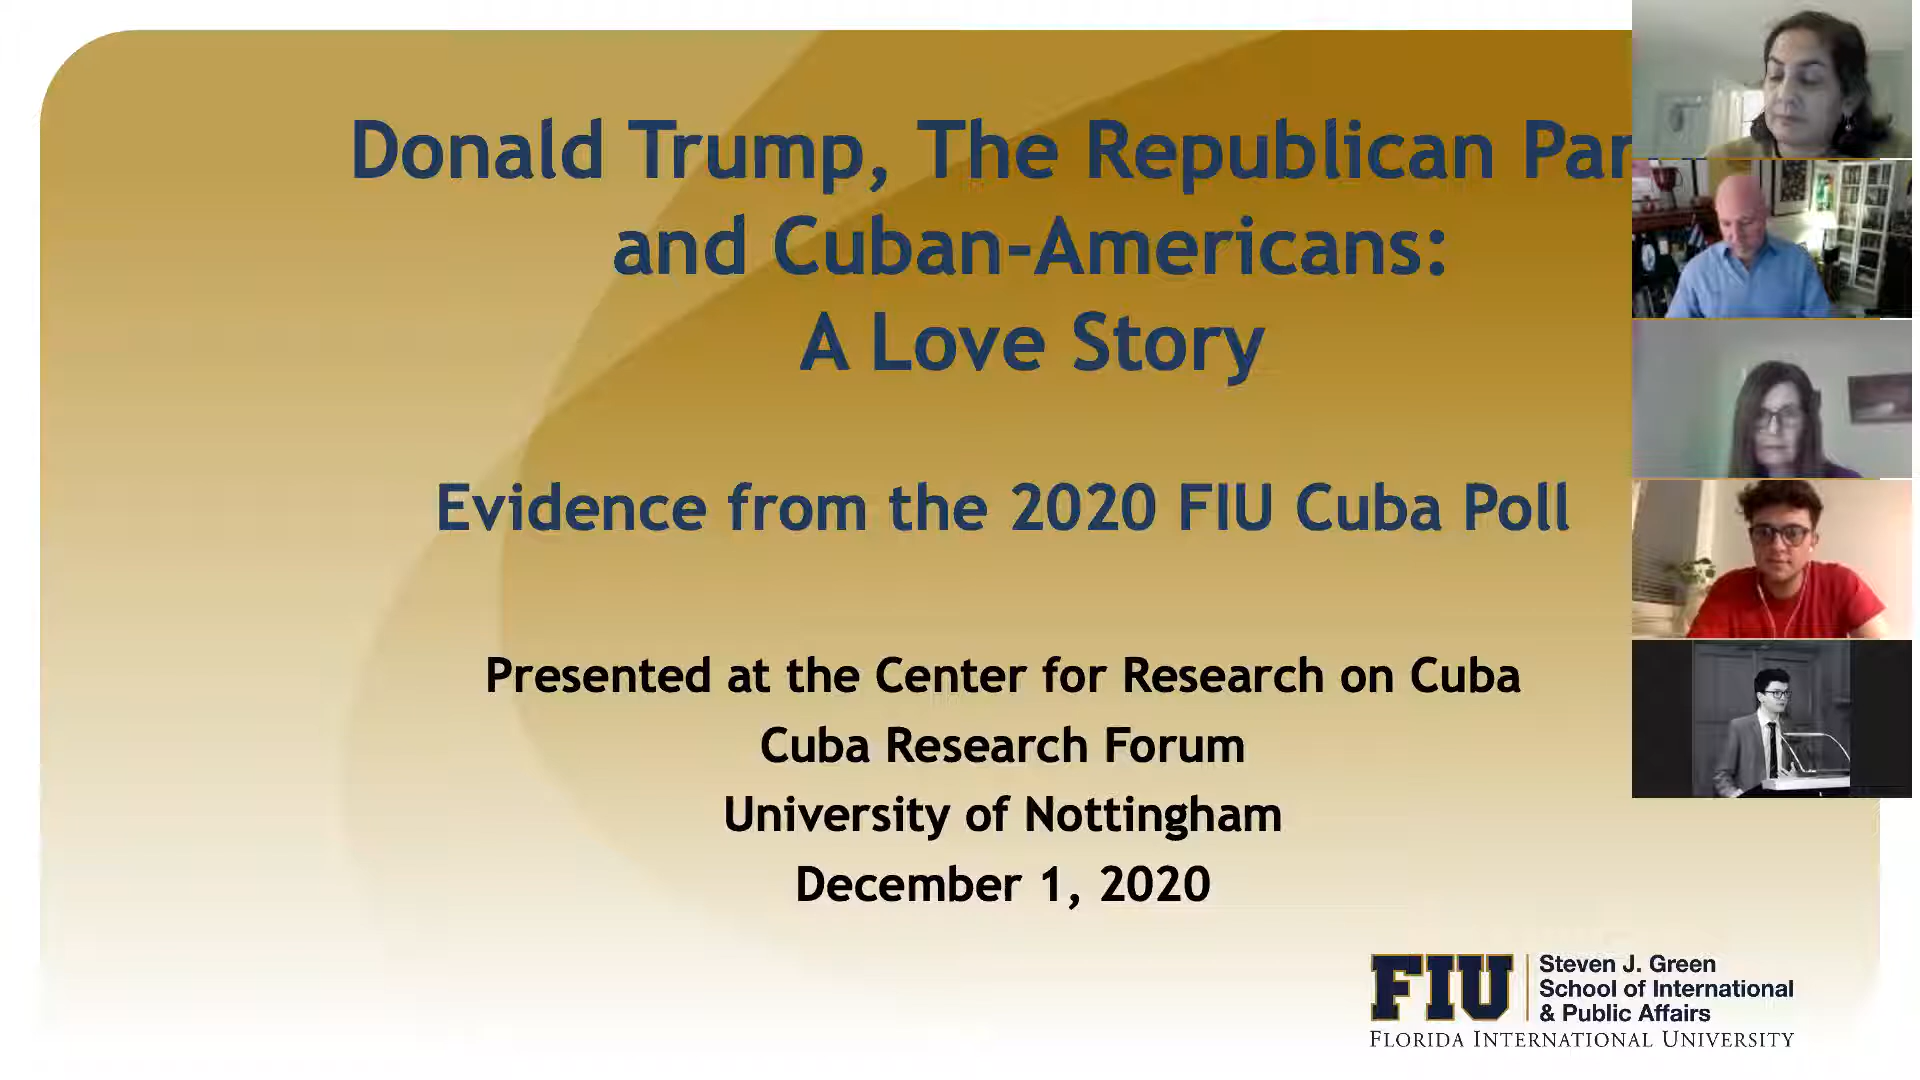 Donald Trump, The Republican Par
and Cuban-Americans:
A Love Story
Evidence from the 2020 FIU Cuba Poll
Presented at the Center for Research on Cuba
Cuba Research Forum
University of Nottingham
December 1, 2020
FIU
Steven J. Green
School of International
& Public Affairs
FLORIDA INTERNATIONAL UNIVERSITY